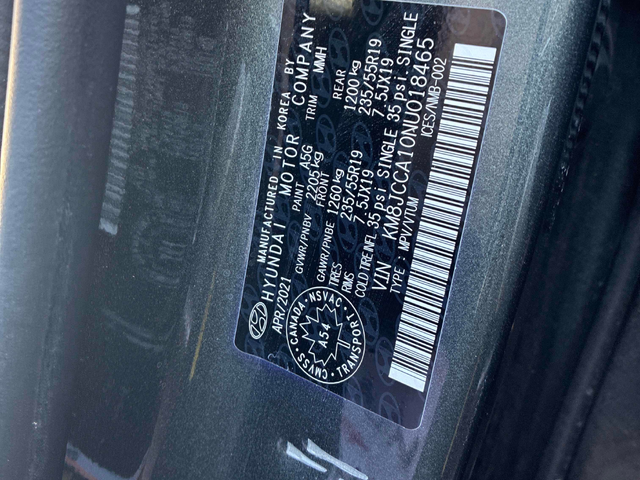 MANUFACTURED IN KOREA BY
HYUNDAI MOTOR COMPANY
APR/2021 PAINT A5G TRIM MMH
GVWR/PNBV 2205 kg
FRONT REAR
GAWR/PNBE 1260 kg 1200 kg
TIRES 235/55R19 235/55R19
RIMS 7.5JX19 7.5JX19
COLD TIRE INFL 35 psi SINGLE 35 psi, SINGLE
VIN : KM8JCCA10NU018465
TYPE : MPV/VTUM ICES/NMB-002
CANADA · NSVAC
A54
CMVSS · TRANSPORT